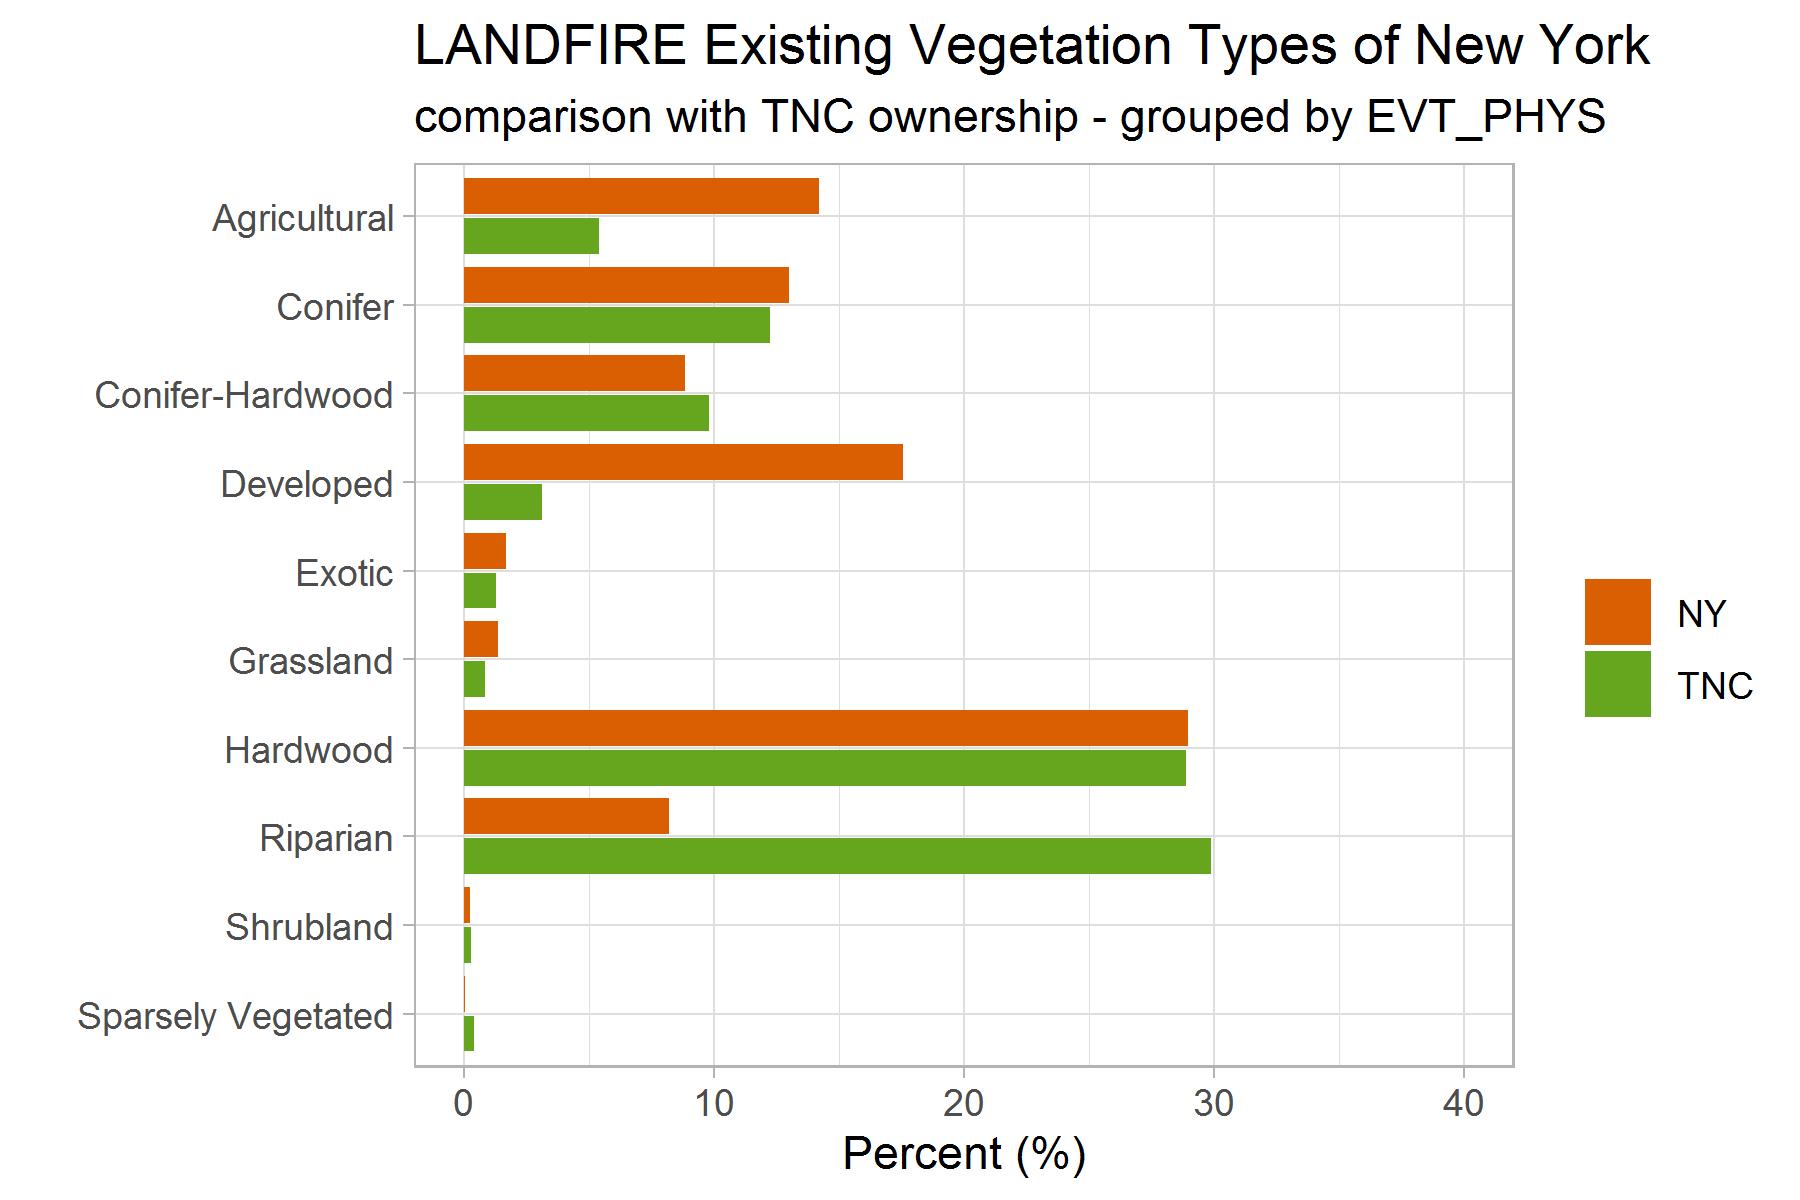 LANDFIRE Existing Vegetation Types of New York
comparison with TNC ownership - grouped by EVT_PHYS
Agricultural
Conifer
Conifer-Hardwood
Developed
Exotic
Grassland
Hardwood
Riparian
Shrubland
Sparsely Vegetated
0 10 20 30 40
Percent (%)
NY
TNC